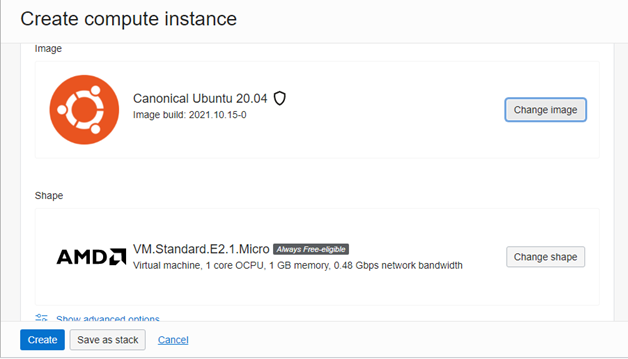 Create compute instance
Image
Canonical Ubuntu 20.04
Image build: 2021.10.15-0
Change image
Shape
AMD
VM.Standard.E2.1.Micro Always Free-eligible
Virtual machine, 1 core OCPU, 1 GB memory, 0.48 Gbps network bandwidth
Change shape
Show advanced options
Create Save as stack Cancel